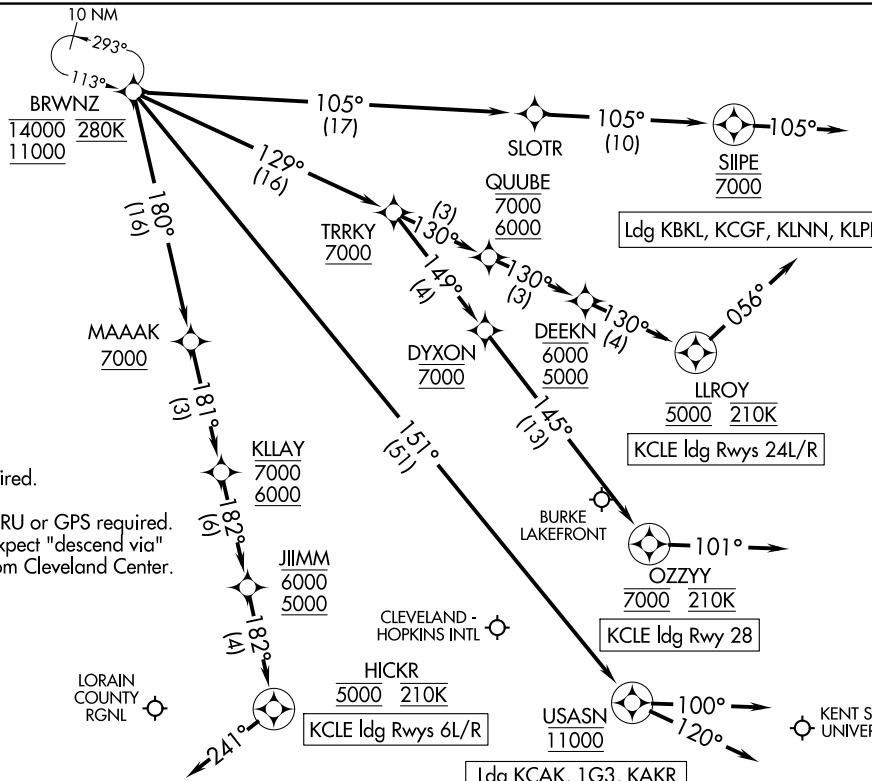 10 NM
293°
113°
BRWNZ
14000 280K
11000
105°
(17)
SLOTR
105°
(10)
SIIPE
7000
105°
Ldg KBKL, KCGF, KLNN,
129°
(16)
TRRKY
7000
(3)
130°
QUUBE
7000
6000
130°
(3)
DEEKN
6000
5000
130°
(4)
056°
LLROY
5000 210K
KCLE ldg Rwys 24L/R
149°
(4)
DYXON
7000
145°
(13)
BURKE
LAKEFRONT
OZZYY
7000 210K
101°
KCLE ldg Rwy 28
180°
(16)
MAAAK
7000
181°
(3)
KLLAY
7000
6000
182°
(6)
JIIMM
6000
5000
182°
(4)
HICKR
5000 210K
KCLE ldg Rwys 6L/R
241°
LORAIN
COUNTY
RGNL
CLEVELAND -
HOPKINS INTL
151°
(51)
USASN
11000
100°
120°
Ldg KCAK, 1G3, KAKR
KENT S
UNIVER
ired.
RU or GPS required.
xpect "descend via"
om Cleveland Center.